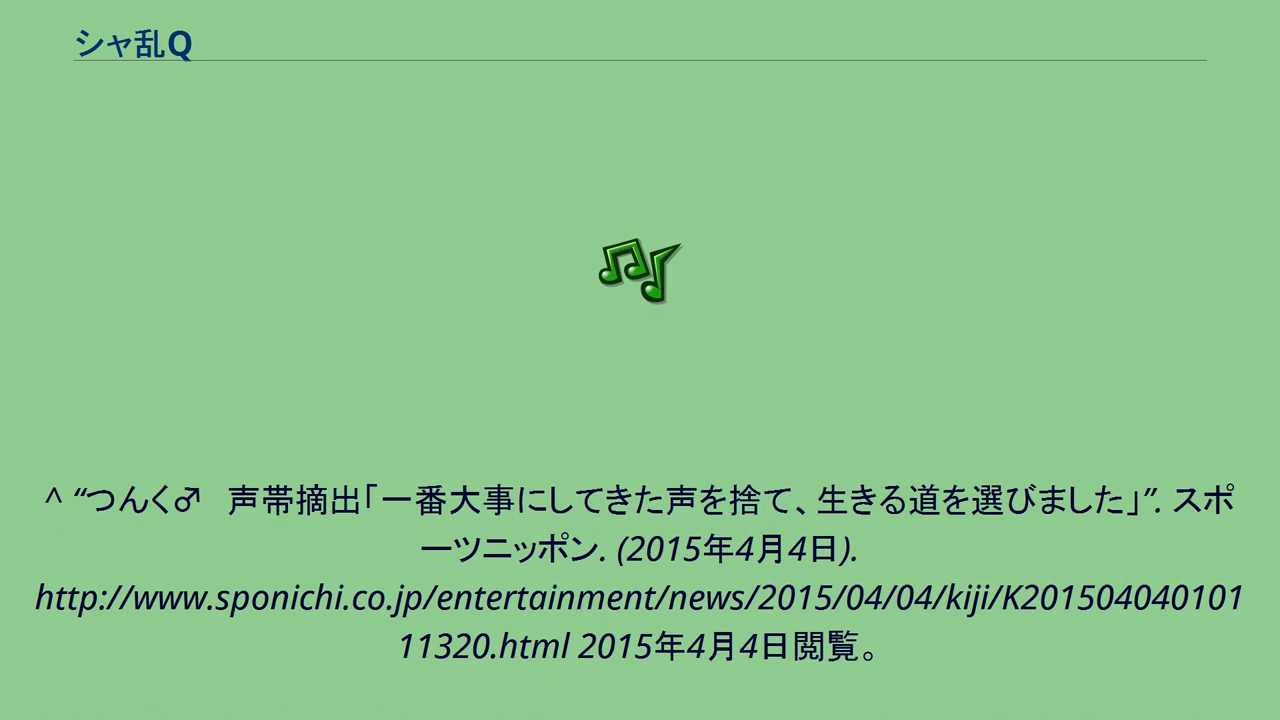 シャ乱Q
^ “つんく♂　声帯摘出「一番大事にしてきた声を捨て、生きる道を選びました」”. スポ
ーツニッポン. (2015年4月4日).
http://www.sponichi.co.jp/entertainment/news/2015/04/04/kiji/K201504040101
11320.html 2015年4月4日閲覧。